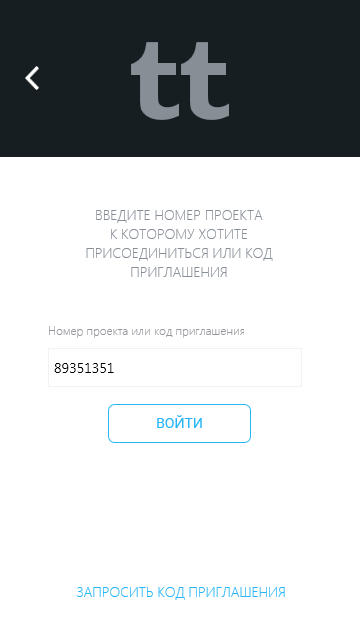 tt
ВВЕДИТЕ НОМЕР ПРОЕКТА
К КОТОРОМУ ХОТИТЕ
ПРИСОЕДИНИТЬСЯ ИЛИ КОД
ПРИГЛАШЕНИЯ
Номер проекта или код приглашения
89351351
ВОЙТИ
ЗАПРОСИТЬ КОД ПРИГЛАШЕНИЯ